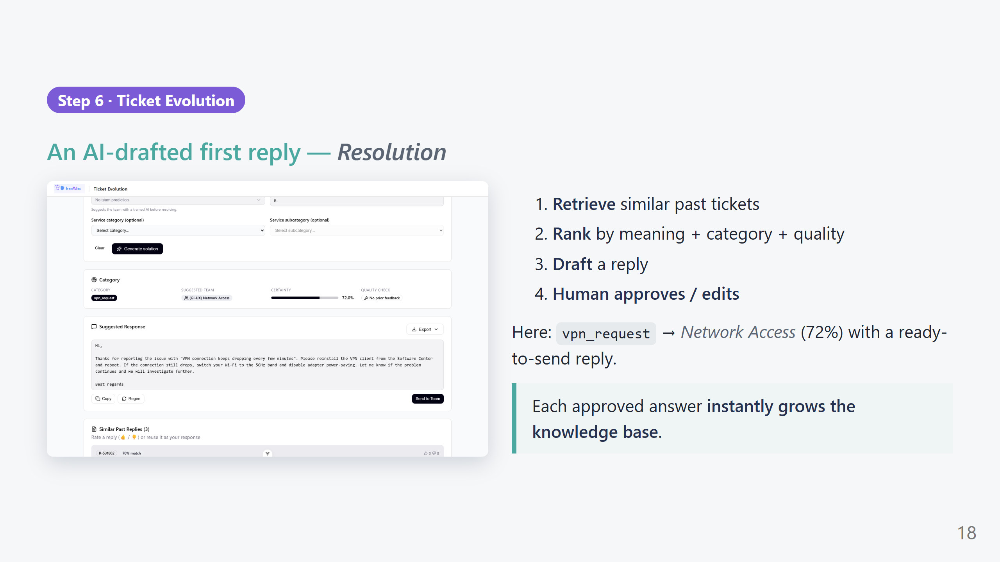 Step 6 · Ticket Evolution
An AI-drafted first reply — Resolution
humAIne
Ticket Evolution
No team prediction
5
Suggests the team with a trained AI before resolving.
Service category (optional)
Service subcategory (optional)
Select category...
Select subcategory...
Clear
Generate solution
Category
CATEGORY
SUGGESTED TEAM
CERTAINTY
QUALITY CHECK
vpn_request
(GI-UX) Network Access
72.0%
No prior feedback
Suggested Response
Export
Hi,
Thanks for reporting the issue with "VPN connection keeps dropping every few minutes". Please reinstall the VPN client from the Software Center
and reboot. If the connection still drops, switch your Wi-Fi to the 5GHz band and disable adapter power-saving. Let me know if the problem
continues and we will investigate further.
Best regards
Copy
Regen
Send to Team
Similar Past Replies (3)
Rate a reply (👍 / 👎) or reuse it as your response
R-531802
70% match
0
0
1. Retrieve similar past tickets
2. Rank by meaning + category + quality
3. Draft a reply
4. Human approves / edits
Here: vpn_request → Network Access (72%) with a ready-
to-send reply.
Each approved answer instantly grows the
knowledge base.
18